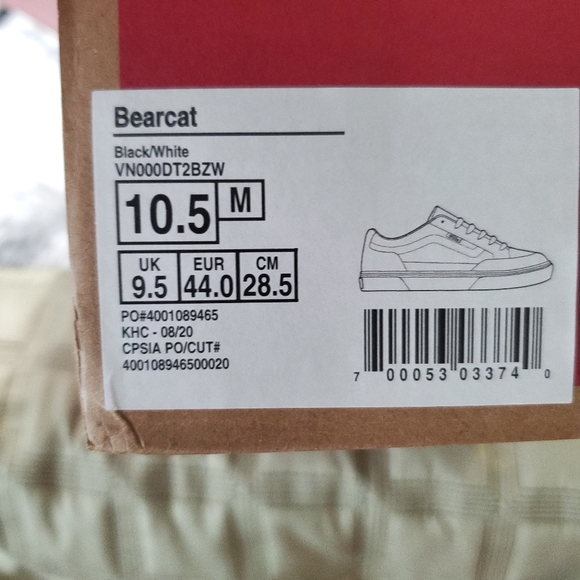 Bearcat
Black/White
VN000DT2BZW
10.5 M
UK EUR CM
9.5 44.0 28.5
PO#4001089465
KHC - 08/20
CPSIA PO/CUT#
400108946500020
7 00053 03374 0